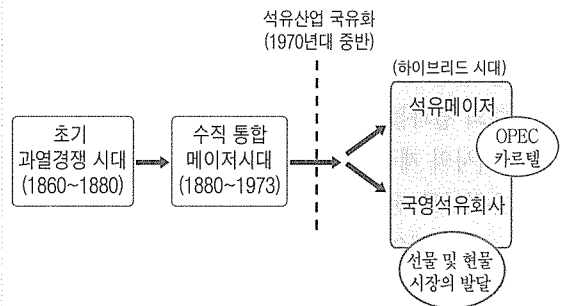 석유산업 국유화
(1970년대 중반)
(하이브리드 시대)
초기
과열경쟁 시대
(1860~1880)
수직 통합
메이저시대
(1880~1973)
석유메이저
OPEC
카르텔
국영석유회사
선물 및 현물
시장의 발달